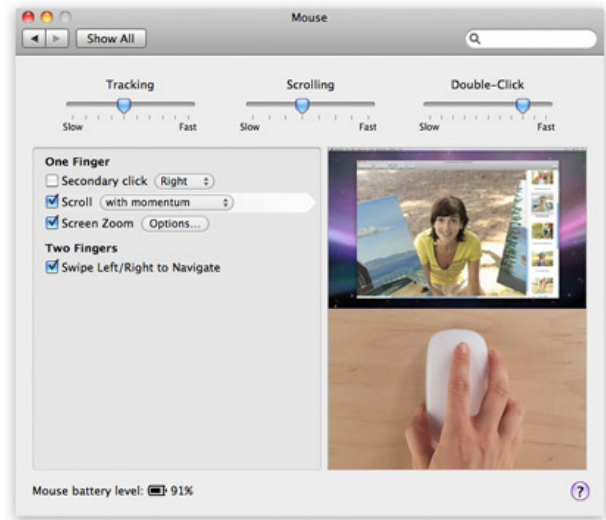 Mouse
Show All
Tracking
Scrolling
Double-Click
Slow Fast
Slow Fast
Slow Fast
One Finger
Secondary click Right
Scroll with momentum
Screen Zoom Options...
Two Fingers
Swipe Left/Right to Navigate
Mouse battery level: 91%
?